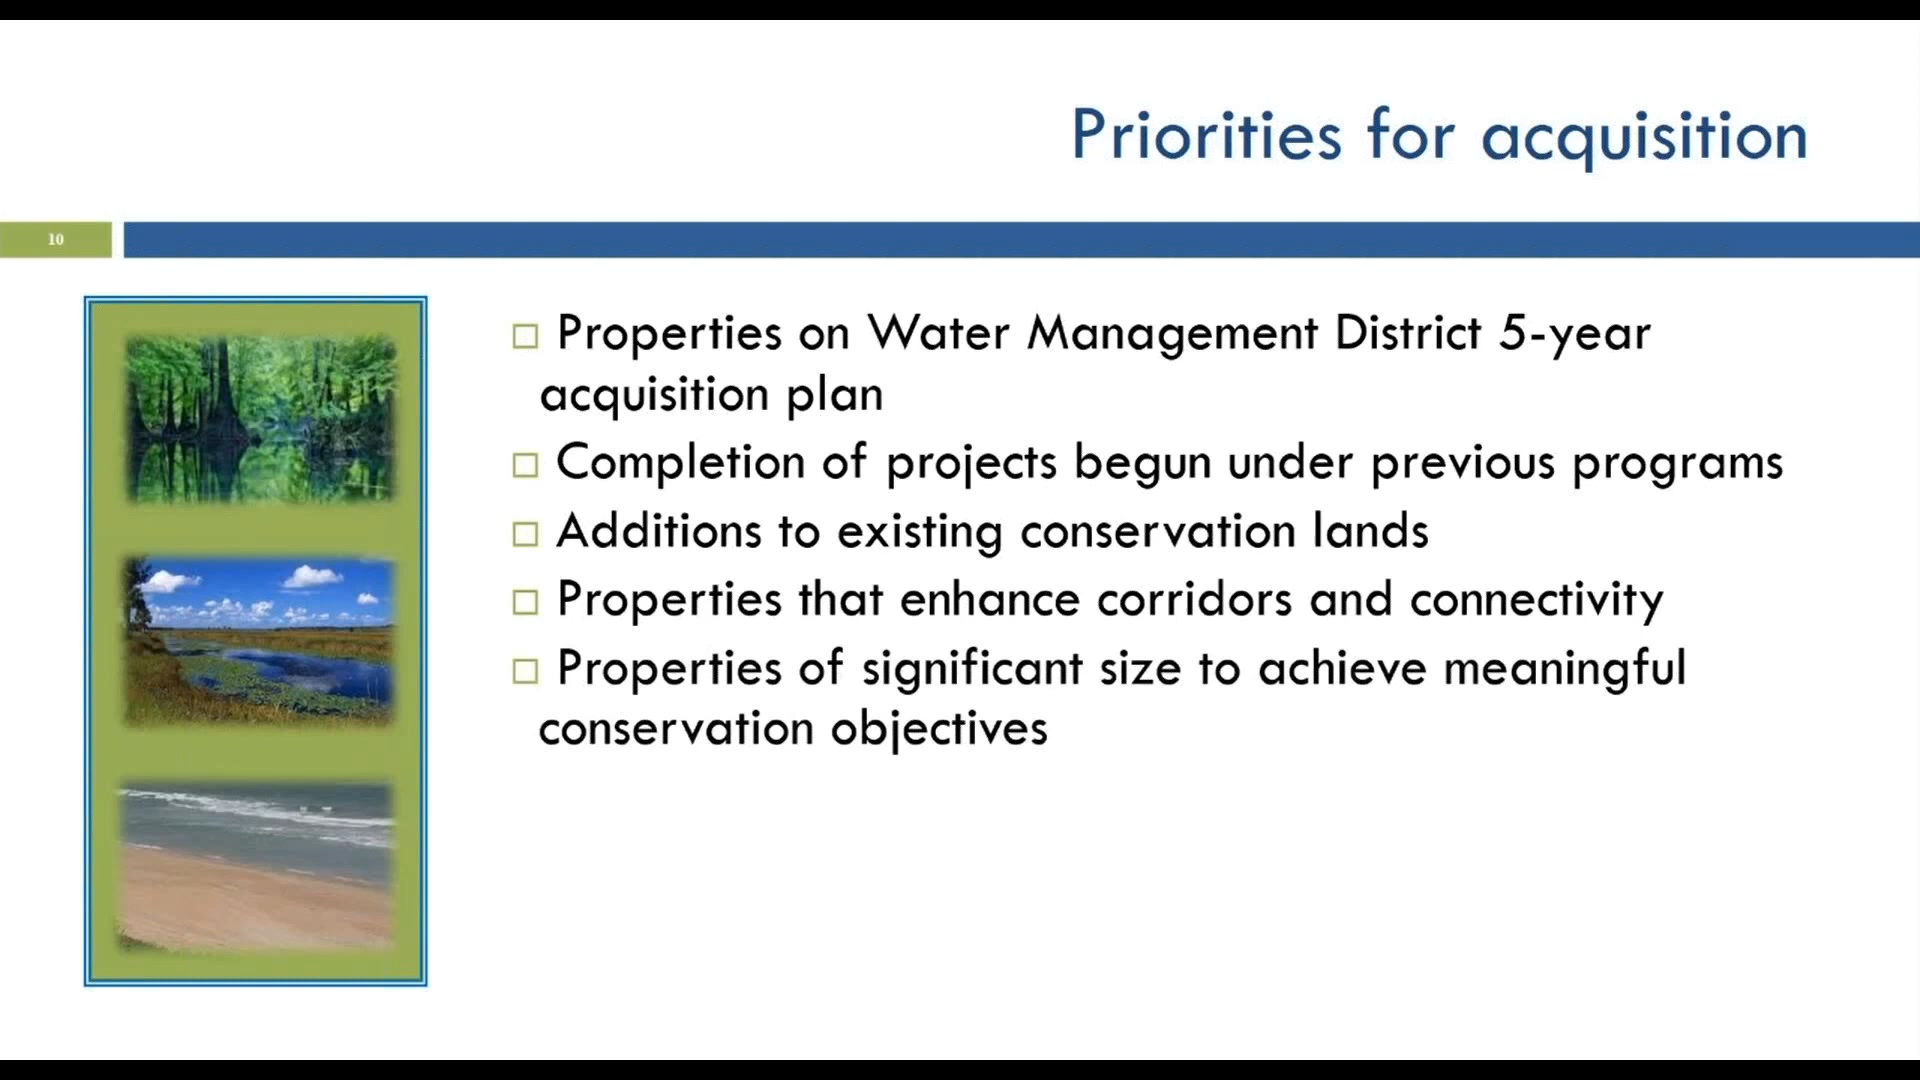 Priorities for acquisition
10
Properties on Water Management District 5-year
acquisition plan
Completion of projects begun under previous programs
Additions to existing conservation lands
Properties that enhance corridors and connectivity
Properties of significant size to achieve meaningful
conservation objectives